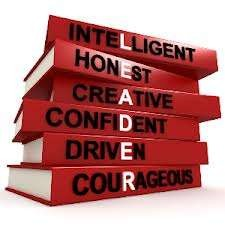 INTELLIGENT
HONEST
CREATIVE
CONFIDENT
DRIVEN
COURAGEOUS